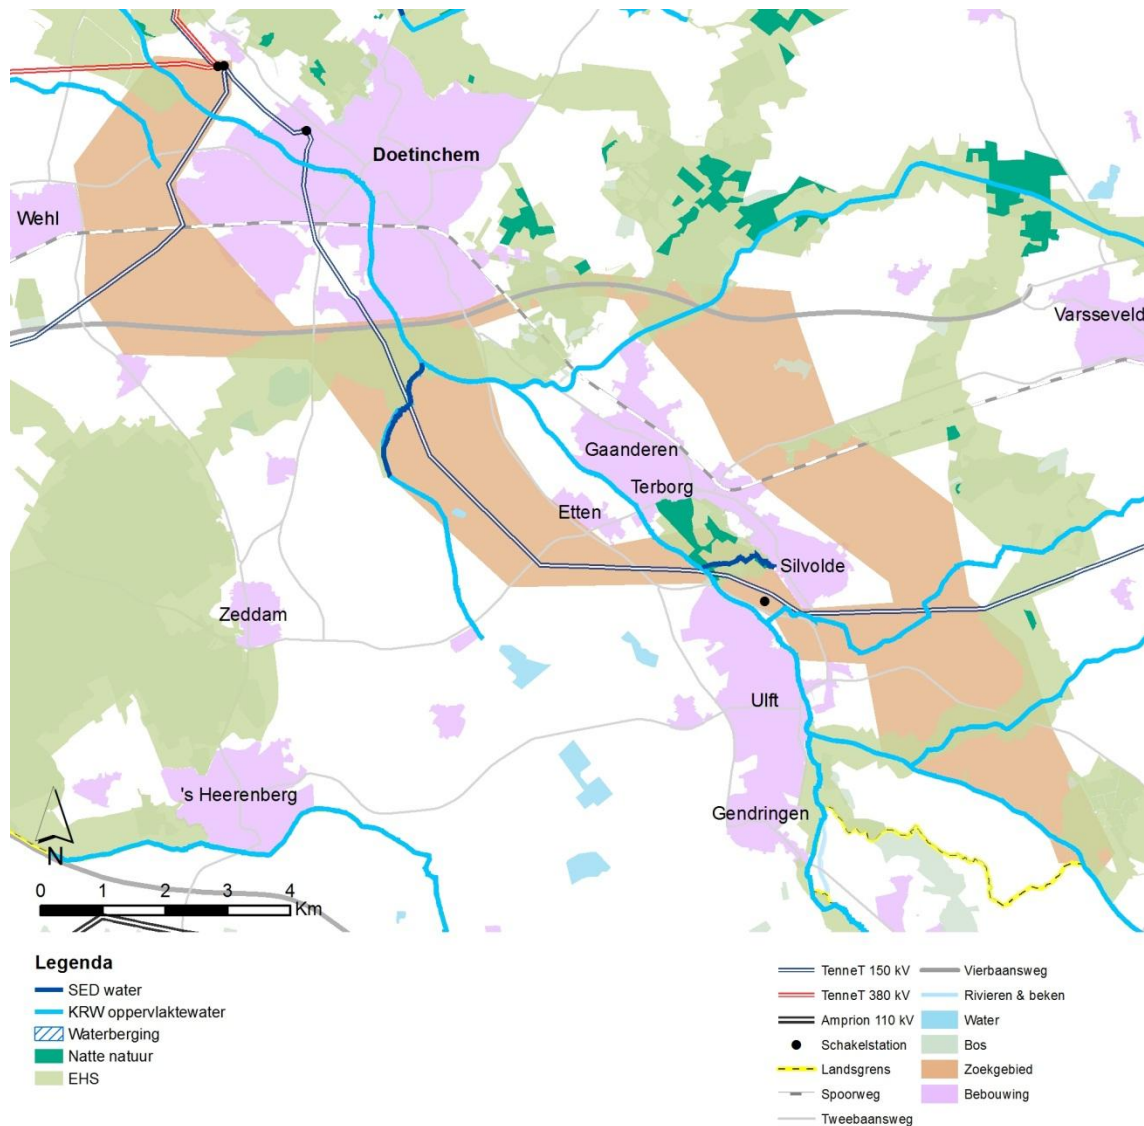 Doetinchem
Wehl
Varsseveld
Gaanderen
Terborg
Etten
Silvolde
Zeddam
Ulft
's Heerenberg
Gendringen
N
0 1 2 3 4
Km
Legenda
SED water
KRW oppervlaktewater
Waterberging
Natte natuur
EHS
TenneT 150 kV
TenneT 380 kV
Amprion 110 kV
Schakelstation
Landsgrens
Spoorweg
Tweebaansweg
Vierbaansweg
Rivieren & beken
Water
Bos
Zoekgebied
Bebouwing